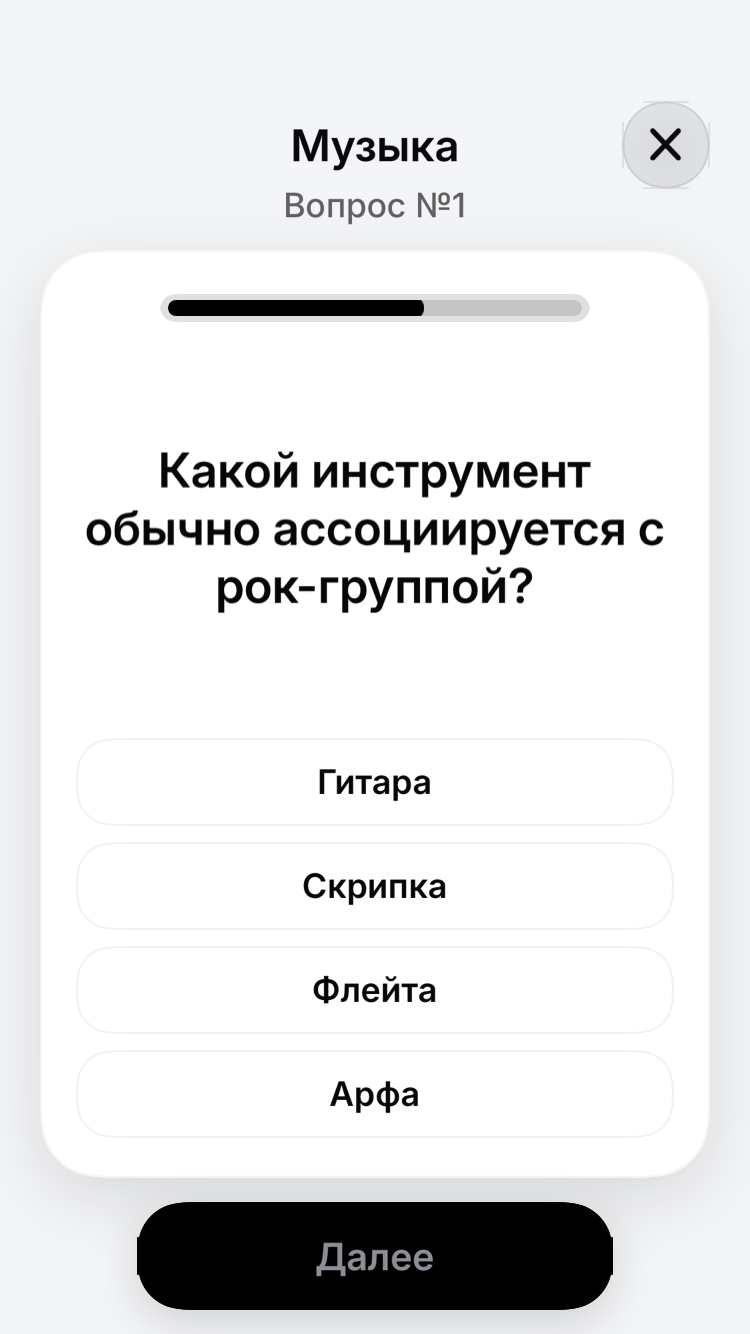 Музыка
Вопрос №1
Какой инструмент
обычно ассоциируется с
рок-группой?
Гитара
Скрипка
Флейта
Арфа
Далее